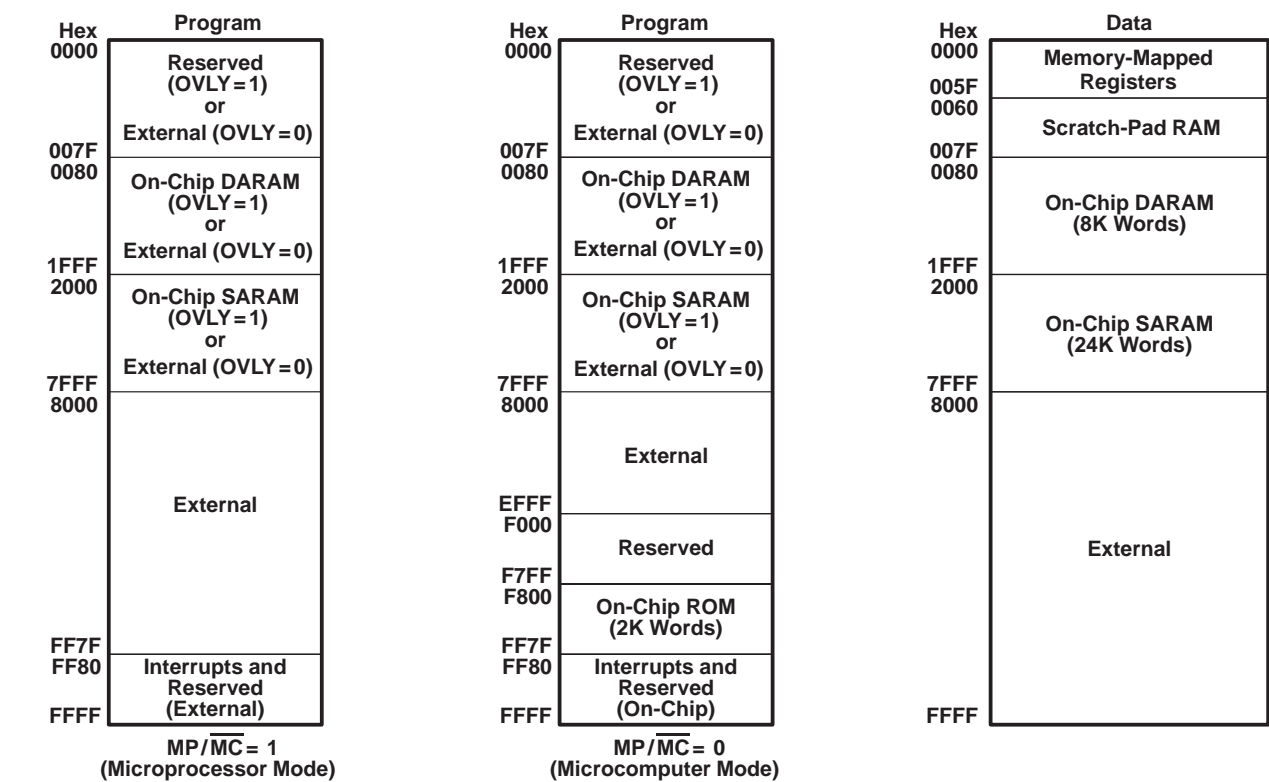 Hex
Program
0000
Reserved
(OVLY = 1)
or
External (OVLY = 0)
007F
0080
On-Chip DARAM
(OVLY = 1)
or
External (OVLY = 0)
1FFF
2000
On-Chip SARAM
(OVLY = 1)
or
External (OVLY = 0)
7FFF
8000
External
FF7F
FF80
Interrupts and
Reserved
(External)
FFFF
MP/M̅C̅ = 1
(Microprocessor Mode)
Hex
Program
0000
Reserved
(OVLY = 1)
or
External (OVLY = 0)
007F
0080
On-Chip DARAM
(OVLY = 1)
or
External (OVLY = 0)
1FFF
2000
On-Chip SARAM
(OVLY = 1)
or
External (OVLY = 0)
7FFF
8000
External
EFFF
F000
Reserved
F7FF
F800
On-Chip ROM
(2K Words)
FF7F
FF80
Interrupts and
Reserved
(On-Chip)
FFFF
MP/M̅C̅ = 0
(Microcomputer Mode)
Hex
Data
0000
Memory-Mapped
Registers
005F
0060
Scratch-Pad RAM
007F
0080
On-Chip DARAM
(8K Words)
1FFF
2000
On-Chip SARAM
(24K Words)
7FFF
8000
External
FFFF